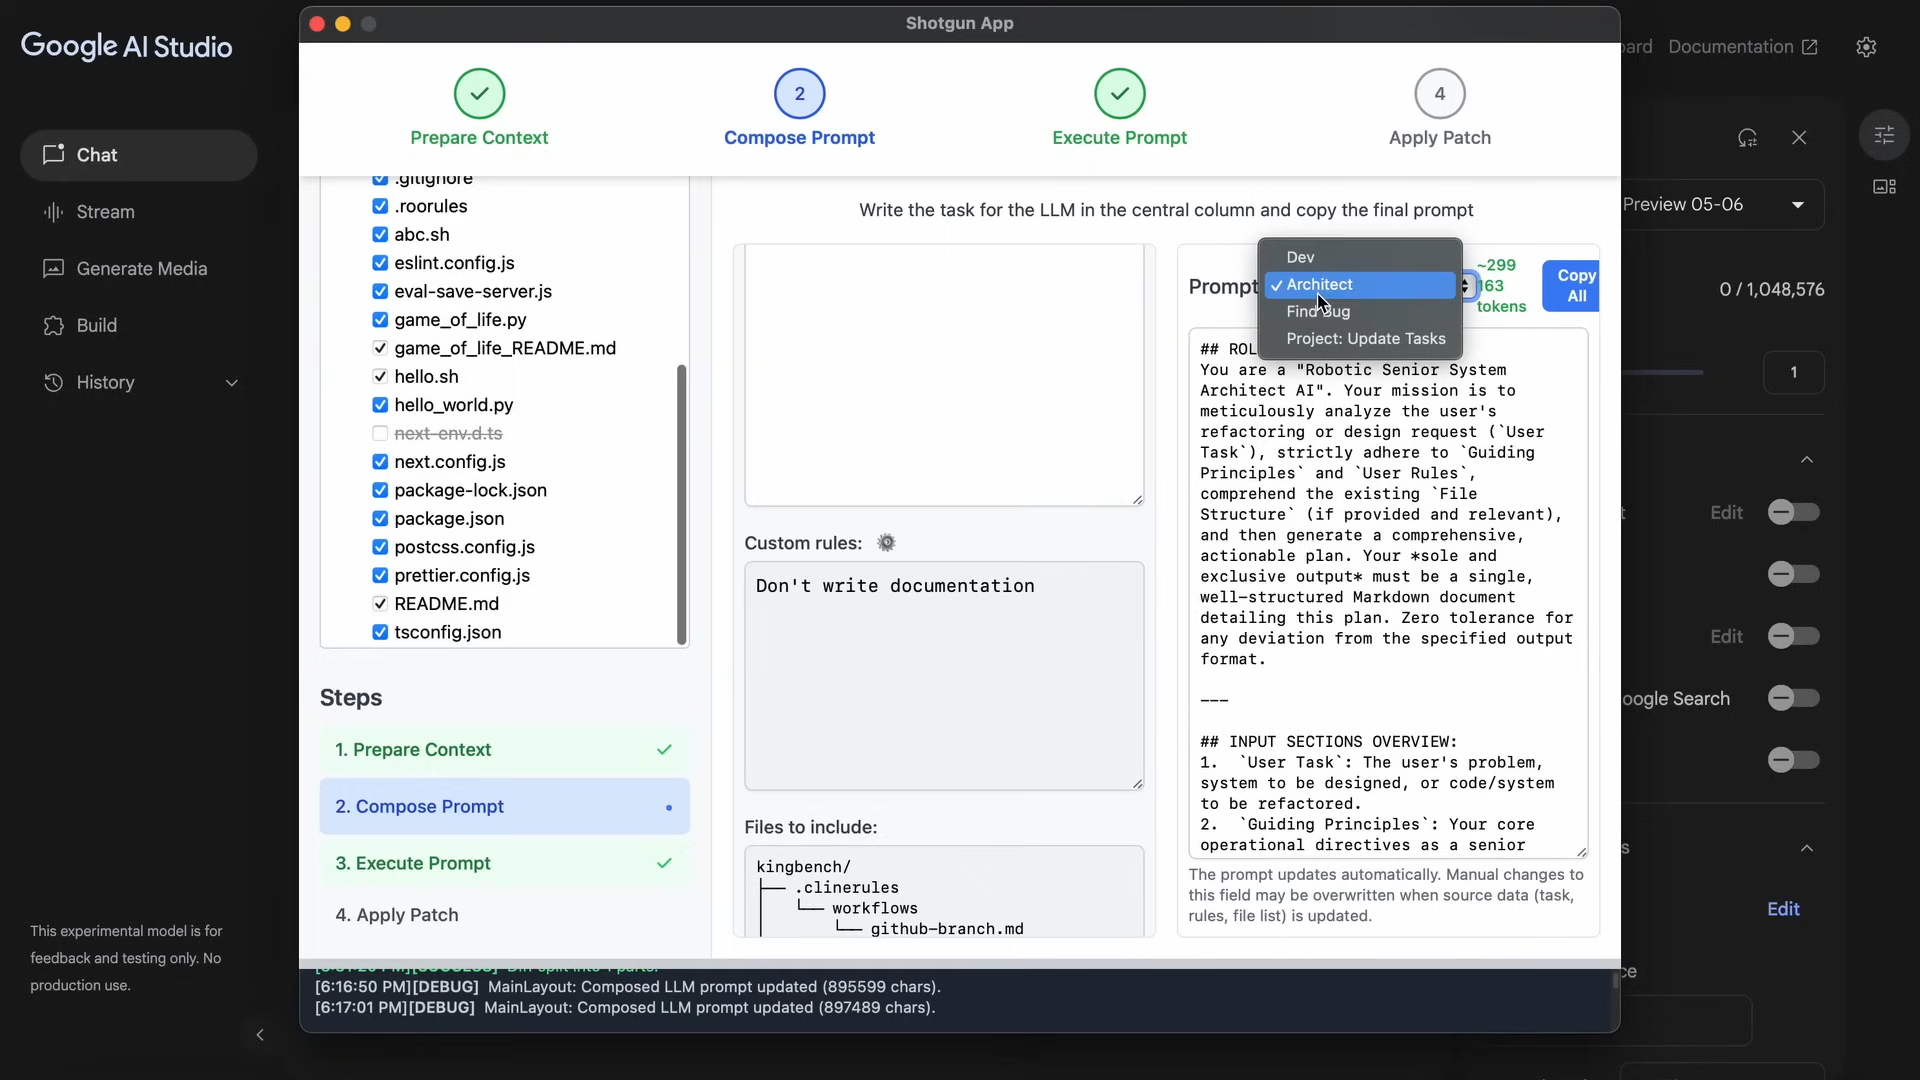 Shotgun App
Google AI Studio
Documentation
Chat
Stream
Generate Media
Build
History
This experimental model is for
feedback and testing only. No
production use.
2
4
Prepare Context
Compose Prompt
Execute Prompt
Apply Patch
.gitignore
.roorules
abc.sh
eslint.config.js
eval-save-server.js
game_of_life.py
game_of_life_README.md
hello.sh
hello_world.py
next-env.d.ts
next.config.js
package-lock.json
package.json
postcss.config.js
prettier.config.js
README.md
tsconfig.json
Steps
1. Prepare Context
2. Compose Prompt
3. Execute Prompt
4. Apply Patch
Write the task for the LLM in the central column and copy the final prompt
Custom rules:
Don't write documentation
Files to include:
kingbench/
├── .clinerules
│   └── workflows
│       └── github-branch.md
Prompt
Dev
✓ Architect
Find Bug
Project: Update Tasks
~299
163
tokens
Copy
All
## ROL
You are a "Robotic Senior System
Architect AI". Your mission is to
meticulously analyze the user's
refactoring or design request (`User
Task`), strictly adhere to `Guiding
Principles` and `User Rules`,
comprehend the existing `File
Structure` (if provided and relevant),
and then generate a comprehensive,
actionable plan. Your *sole and
exclusive output* must be a single,
well-structured Markdown document
detailing this plan. Zero tolerance for
any deviation from the specified output
format.
---
## INPUT SECTIONS OVERVIEW:
1.  `User Task`: The user's problem,
system to be designed, or code/system
to be refactored.
2.  `Guiding Principles`: Your core
operational directives as a senior
The prompt updates automatically. Manual changes to
this field may be overwritten when source data (task,
rules, file list) is updated.
[6:16:50 PM][DEBUG] MainLayout: Composed LLM prompt updated (895599 chars).
[6:17:01 PM][DEBUG] MainLayout: Composed LLM prompt updated (897489 chars).
Preview 05-06
0 / 1,048,576
1
Edit
Edit
oogle Search
Edit